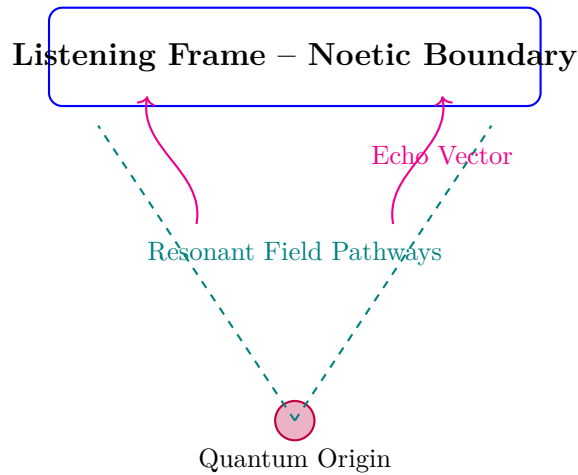 Listening Frame – Noetic Boundary
Echo Vector
Resonant Field Pathways
Quantum Origin